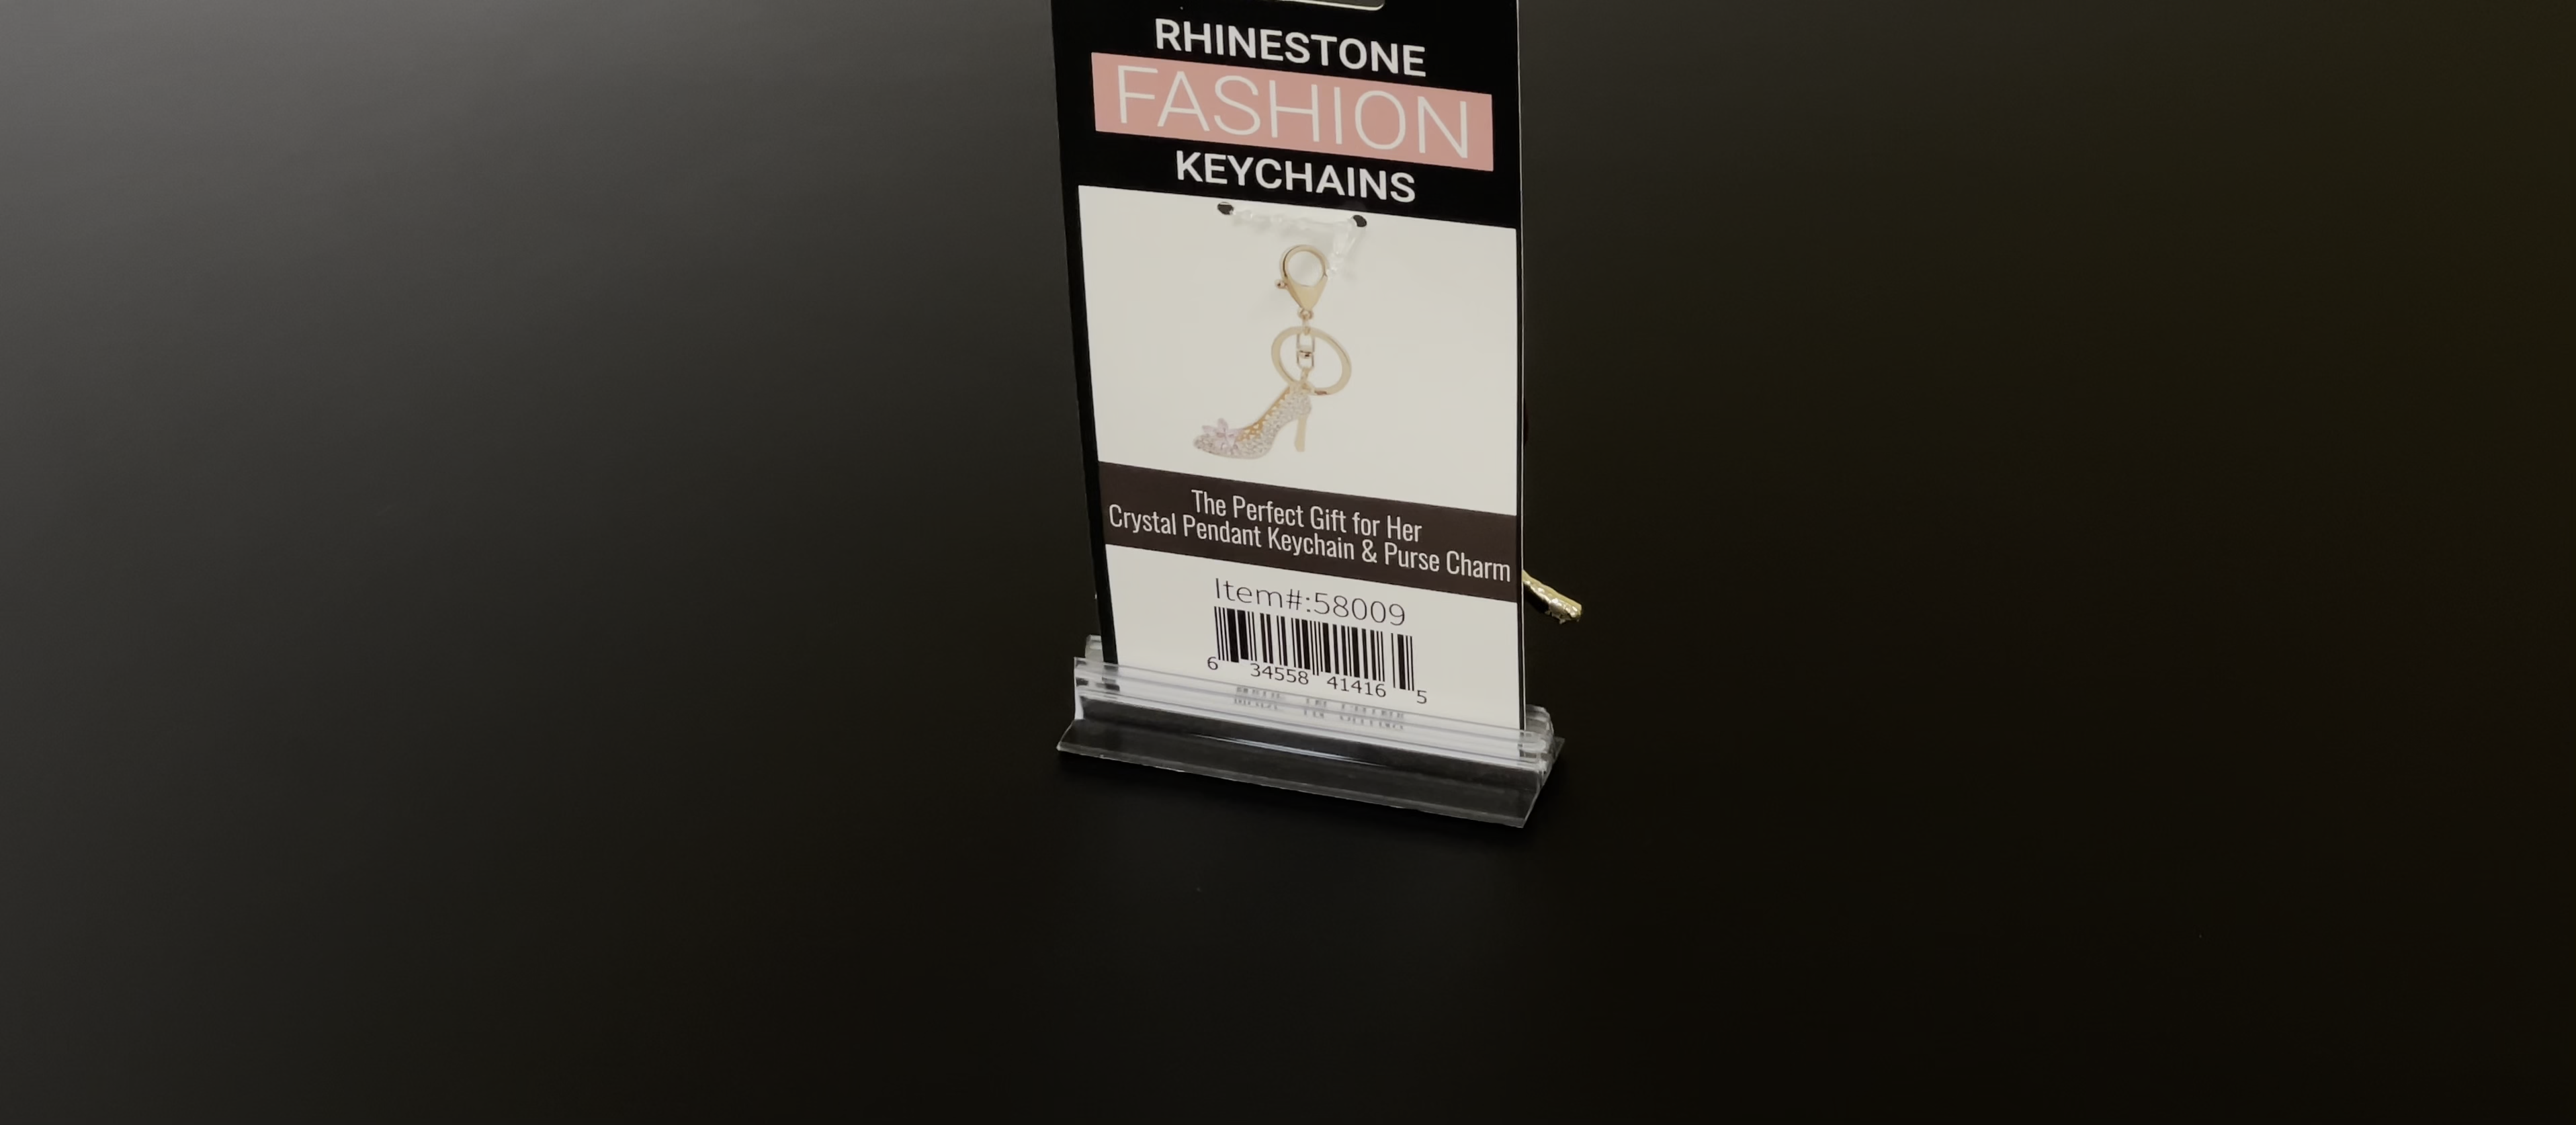 RHINESTONE
FASHION
KEYCHAINS
The Perfect Gift for Her
Crystal Pendant Keychain & Purse Charm
Item#:58009
6 34558 41416 5